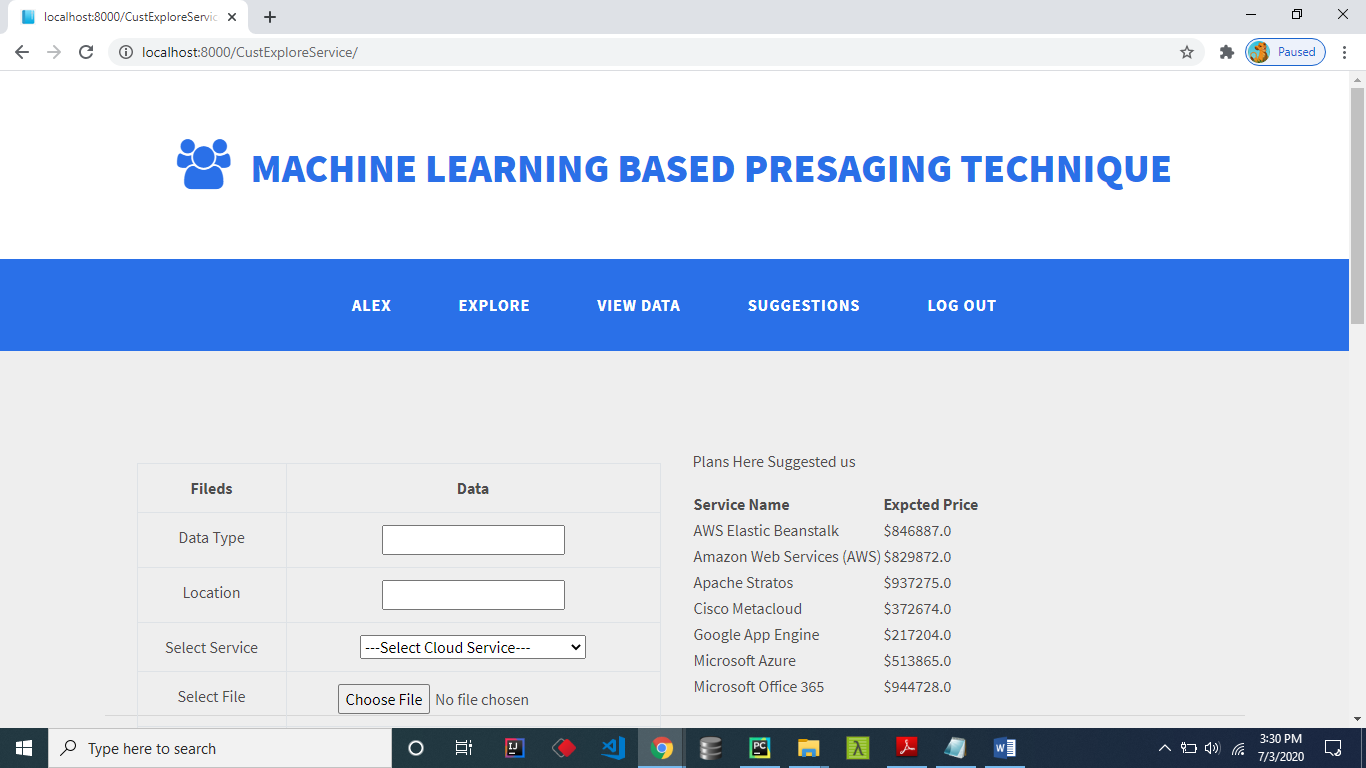 localhost:8000/CustExploreServic
localhost:8000/CustExploreService/
Paused
MACHINE LEARNING BASED PRESAGING TECHNIQUE
ALEX EXPLORE VIEW DATA SUGGESTIONS LOG OUT
Fileds Data
Data Type
Location
Select Service ---Select Cloud Service---
Select File Choose File No file chosen
Plans Here Suggested us
Service Name Expcted Price
AWS Elastic Beanstalk $846887.0
Amazon Web Services (AWS) $829872.0
Apache Stratos $937275.0
Cisco Metacloud $372674.0
Google App Engine $217204.0
Microsoft Azure $513865.0
Microsoft Office 365 $944728.0
Type here to search
IJ
PC
W
3:30 PM
7/3/2020